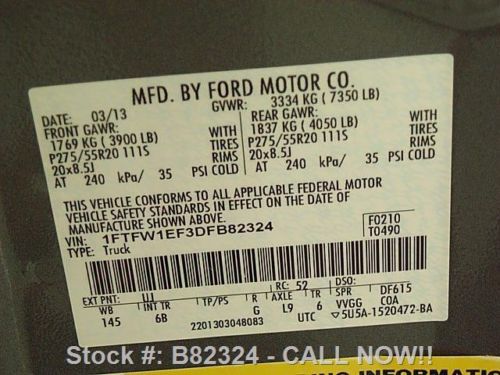 MFD. BY FORD MOTOR CO.
DATE: 03/13 GVWR: 3334 KG ( 7350 LB)
FRONT GAWR: REAR GAWR:
1769 KG ( 3900 LB) 1837 KG ( 4050 LB)
P275/55R20 111S TIRES P275/55R20 111S TIRES
20x8.5J RIMS 20x8.5J RIMS
AT 240 kPa/ 35 PSI COLD AT 240 kPa/ 35 PSI COLD
THIS VEHICLE CONFORMS TO ALL APPLICABLE FEDERAL MOTOR
VEHICLE SAFETY AND THEFT PREVENTION STANDARDS IN EFFECT ON
THE DATE OF MANUFACTURE SHOWN ABOVE.
VIN: 1FTFW1EF3DFB82324 F0210
TYPE: Truck T0490
EXT PNT: UJ RC: 52 DSO: DF615
WB INT TR TP/PS R AXLE TR VVGG COA
145 6B G L9 6
2201303048083 UTC 5U5A-1520472-BA
Stock #: B82324 - CALL NOW!!